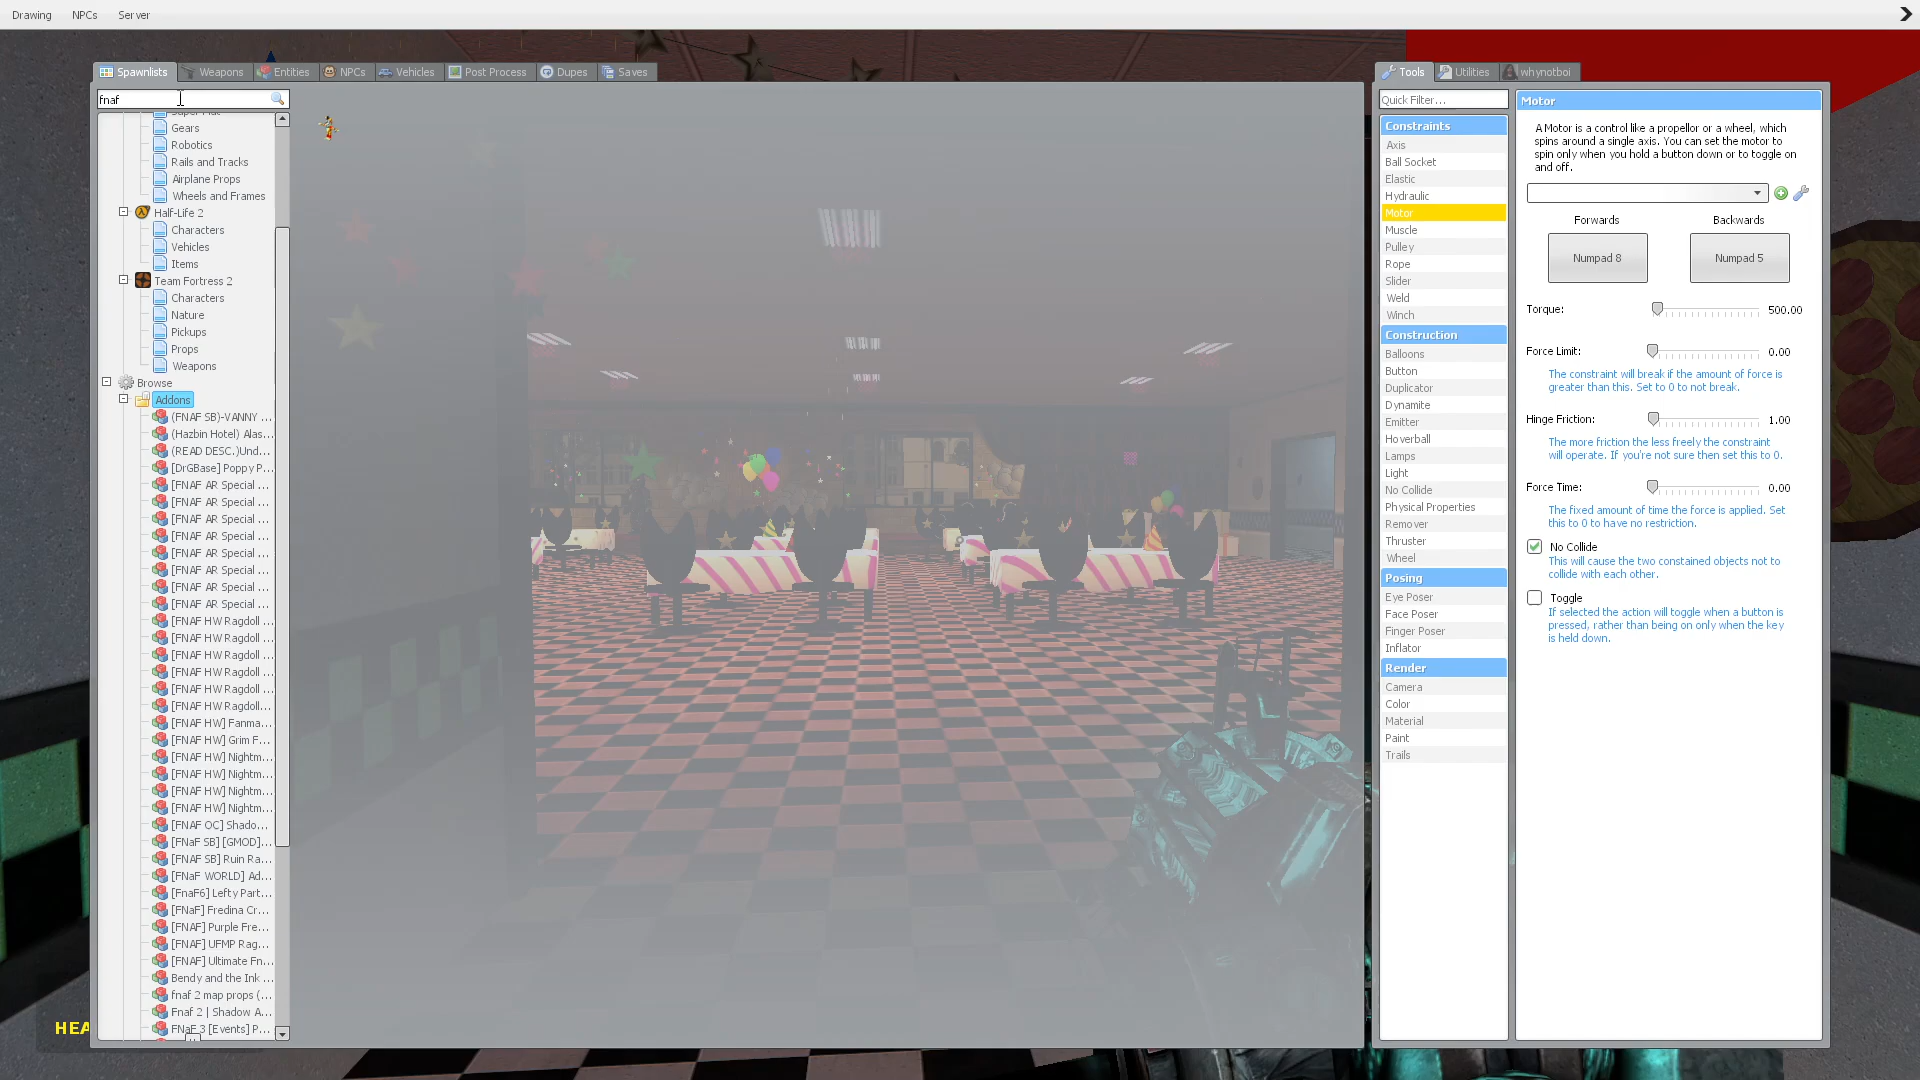 Drawing NPCs Server
Spawnlists Weapons Entities NPCs Vehicles Post Process Dupes Saves
fnaf
Gears
Robotics
Rails and Tracks
Airplane Props
Wheels and Frames
Half-Life 2
Characters
Vehicles
Items
Team Fortress 2
Characters
Nature
Pickups
Props
Weapons
Browse
Addons
(FNAF SB)-VANNY ...
(Hazbin Hotel) Alas...
(READ DESC.)Und...
[DrGBase] Poppy P...
[FNAF AR Special ...
[FNAF AR Special ...
[FNAF AR Special ...
[FNAF AR Special ...
[FNAF AR Special ...
[FNAF AR Special ...
[FNAF AR Special ...
[FNAF AR Special ...
[FNAF HW Ragdoll ...
[FNAF HW Ragdoll ...
[FNAF HW Ragdoll ...
[FNAF HW Ragdoll ...
[FNAF HW Ragdoll ...
[FNAF HW Ragdoll...
[FNAF HW] Fanma...
[FNAF HW] Grim F...
[FNAF HW] Nightm...
[FNAF HW] Nightm...
[FNAF HW] Nightm...
[FNAF HW] Nightm...
[FNAF OC] Shado...
[FNaF SB] [GMOD]...
[FNAF SB] Ruin Ra...
[FNaF WORLD] Ad...
[FnaF6] Lefty Part...
[FNaF] Fredina Cr...
[FNAF] Purple Fre...
[FNAF] UFMP Rag...
[FNAF] Ultimate Fn...
Bendy and the Ink ...
fnaf 2 map props (...
Fnaf 2 | Shadow A...
FNaF 3 [Events] P...
HEA
Tools Utilities whynotboi
Quick Filter...
Constraints
Axis
Ball Socket
Elastic
Hydraulic
Motor
Muscle
Pulley
Rope
Slider
Weld
Winch
Construction
Balloons
Button
Duplicator
Dynamite
Emitter
Hoverball
Lamps
Light
No Collide
Physical Properties
Remover
Thruster
Wheel
Posing
Eye Poser
Face Poser
Finger Poser
Inflator
Render
Camera
Color
Material
Paint
Trails
Motor
A Motor is a control like a propellor or a wheel, which
spins around a single axis. You can set the motor to
spin only when you hold a button down or to toggle on
and off.
Forwards Backwards
Numpad 8 Numpad 5
Torque: 500.00
Force Limit: 0.00
The constraint will break if the amount of force is
greater than this. Set to 0 to not break.
Hinge Friction: 1.00
The more friction the less freely the constraint
will operate. If you're not sure then set this to 0.
Force Time: 0.00
The fixed amount of time the force is applied. Set
this to 0 to have no restriction.
No Collide
This will cause the two constained objects not to
collide with each other.
Toggle
If selected the action will toggle when a button is
pressed, rather than being on only when the key
is held down.